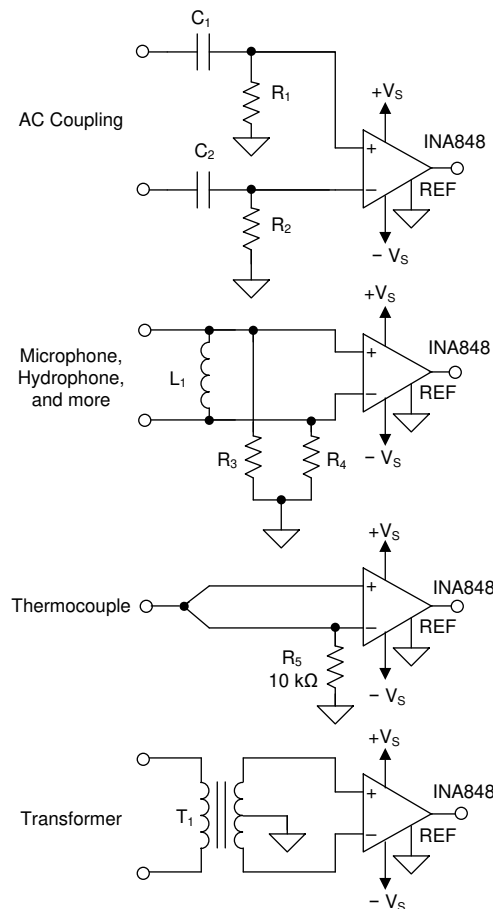 C1
+VS
AC Coupling
R1
INA848
+
C2
−
REF
R2
− VS
+VS
INA848
Microphone,
Hydrophone,
and more
L1
+
−
REF
R3
R4
− VS
+VS
INA848
Thermocouple
+
−
REF
R5
10 kΩ
− VS
+VS
INA848
Transformer
T1
+
−
REF
− VS